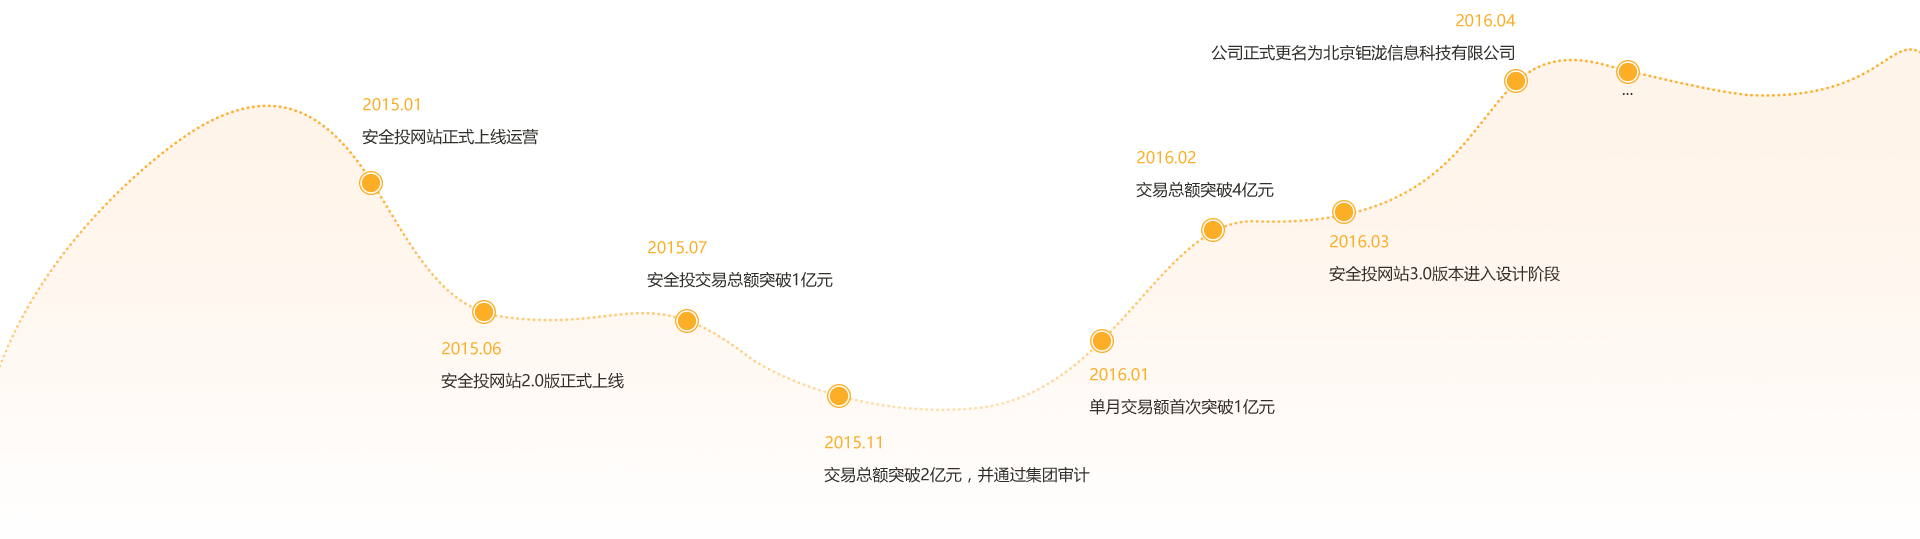 2015.01
安全投网站正式上线运营
2015.06
安全投网站2.0版正式上线
2015.07
安全投交易总额突破1亿元
2015.11
交易总额突破2亿元，并通过集团审计
2016.01
单月交易额首次突破1亿元
2016.02
交易总额突破4亿元
2016.03
安全投网站3.0版本进入设计阶段
2016.04
公司正式更名为北京钜泷信息科技有限公司
...